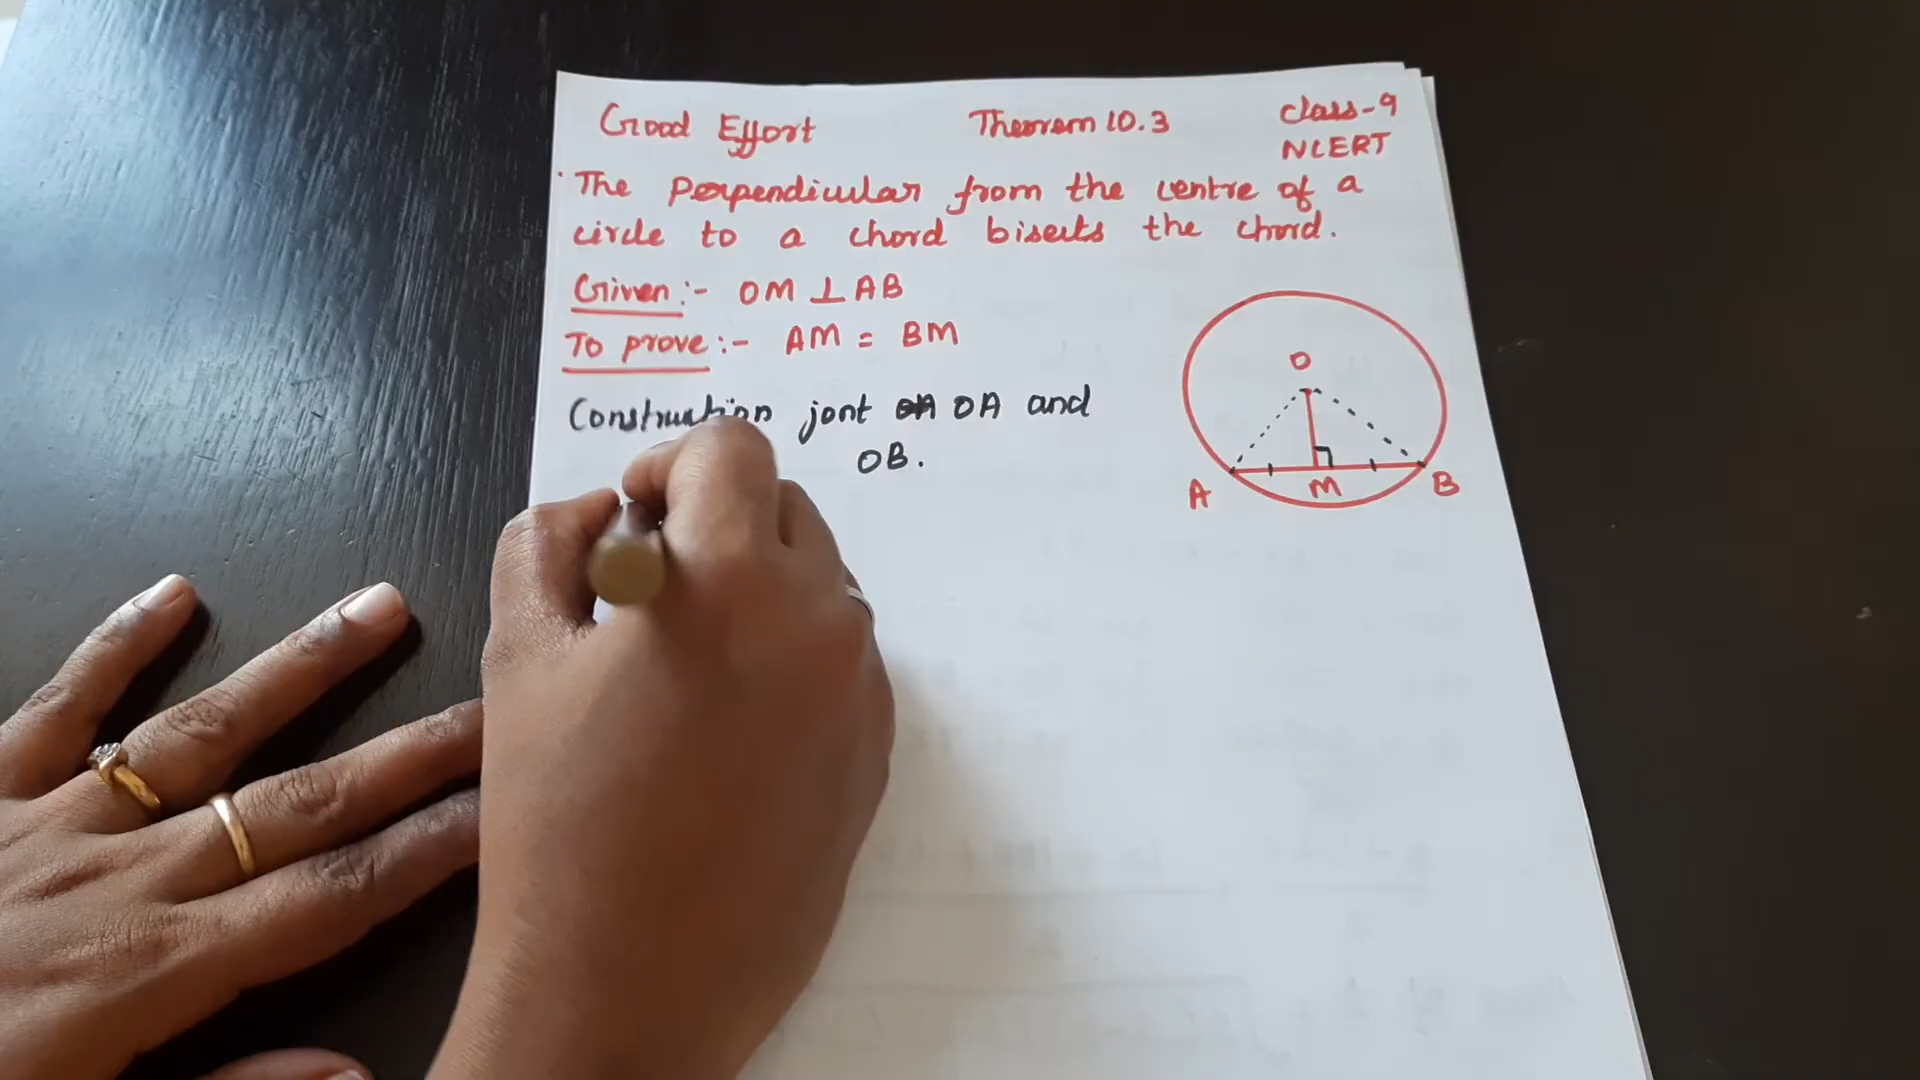 Good Effort Theorem 10.3 Class-9
NCERT
The Perpendicular from the centre of a
circle to a chord bisects the chord.
Given:- OM ⊥ AB
To prove:- AM = BM
Construction jont OA and
OB.
O
A M B